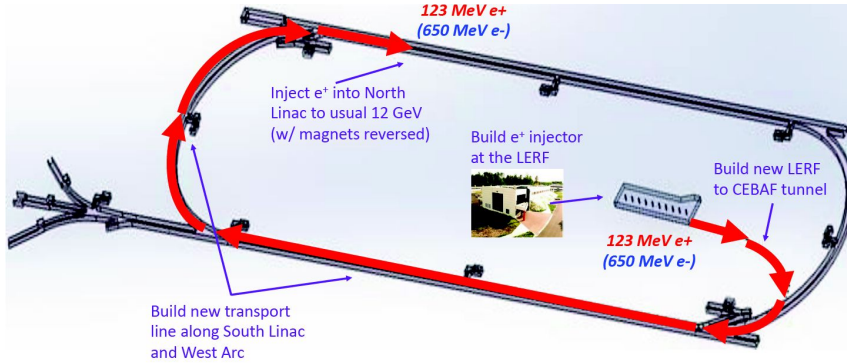 123 MeV e+
(650 MeV e-)
Inject e+ into North
Linac to usual 12 GeV
(w/ magnets reversed)
Build e+ injector
at the LERF
Build new LERF
to CEBAF tunnel
123 MeV e+
(650 MeV e-)
Build new transport
line along South Linac
and West Arc